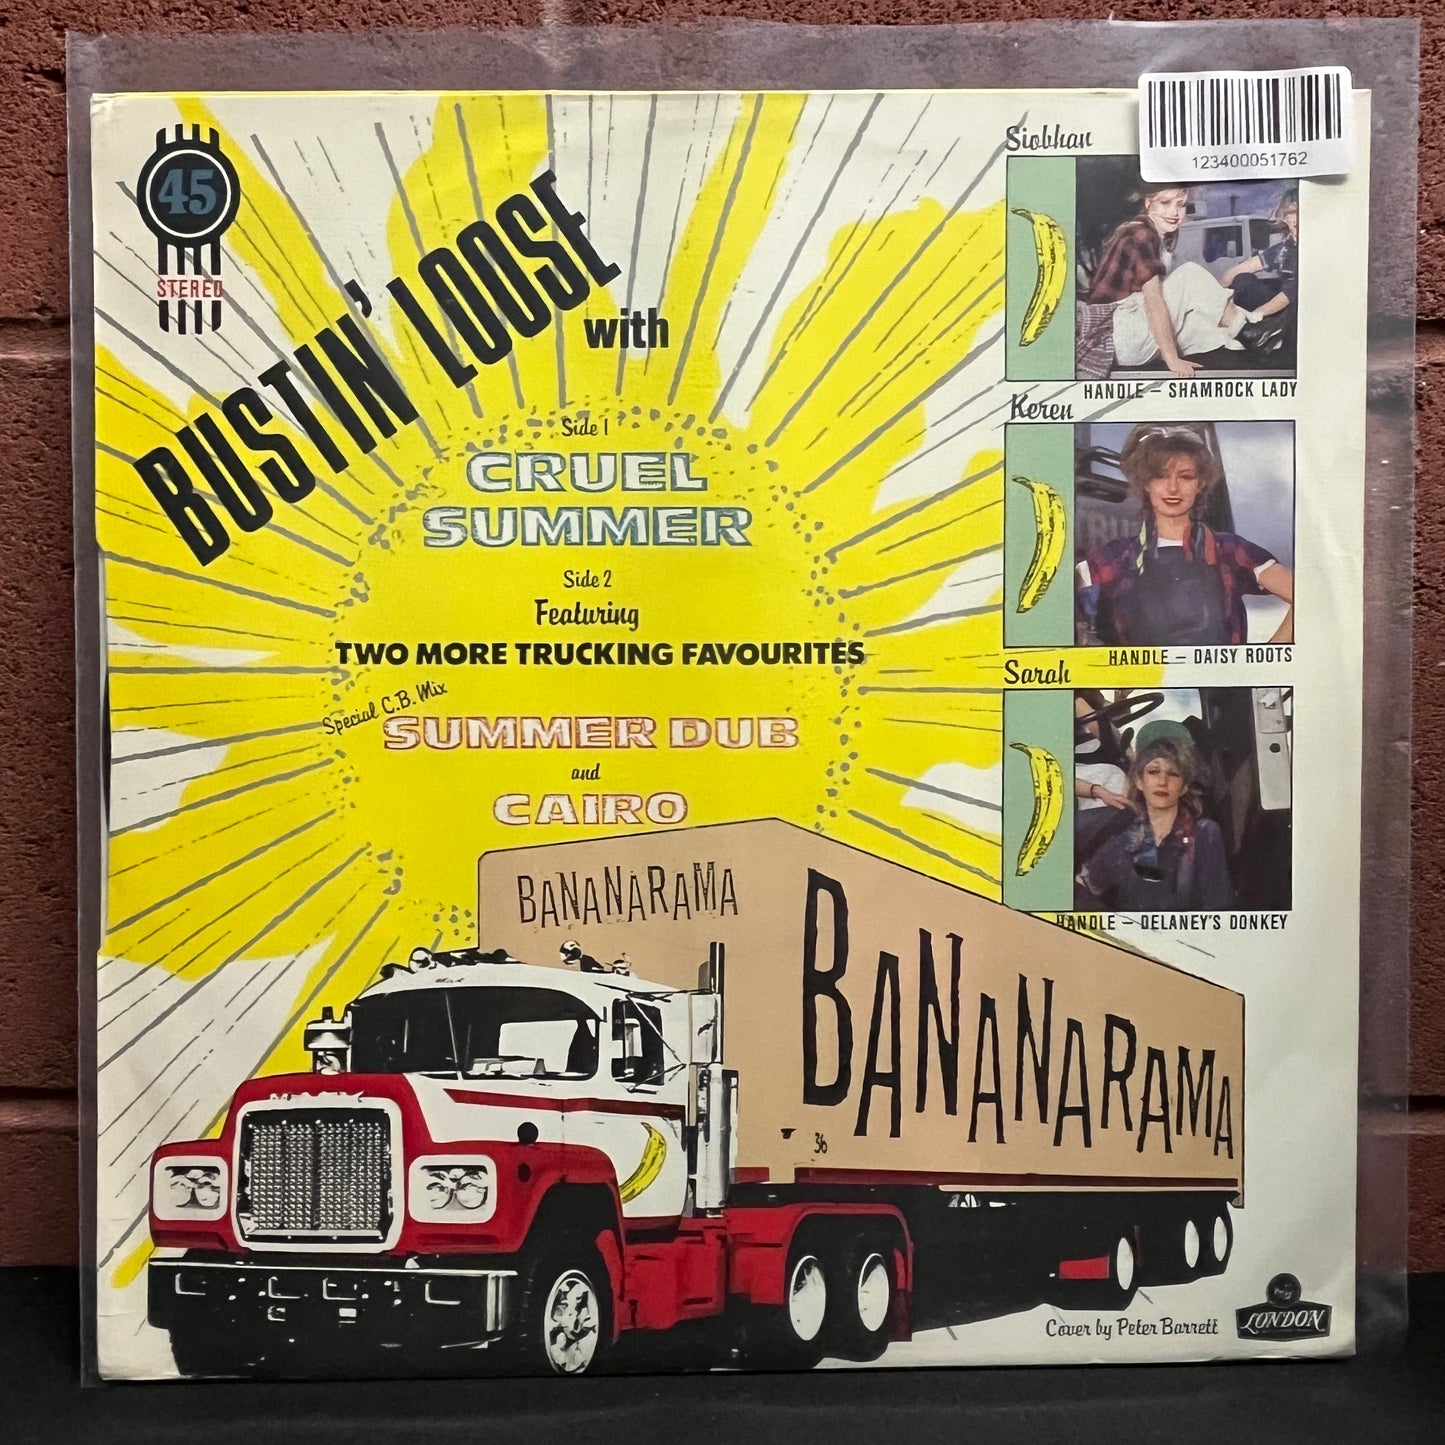 123400051762
45
STEREO
BUSTIN' LOOSE
with
Side 1
CRUEL
SUMMER
Side 2
Featuring
TWO MORE TRUCKING FAVOURITES
Special C.B. Mix
SUMMER DUB
and
CAIRO
Siobhan
HANDLE – SHAMROCK LADY
Keren
HANDLE – DAISY ROOTS
Sarah
HANDLE – DELANEY'S DONKEY
BANANARAMA
BANANARAMA
36
MACK
Cover by Peter Barrett
LONDON